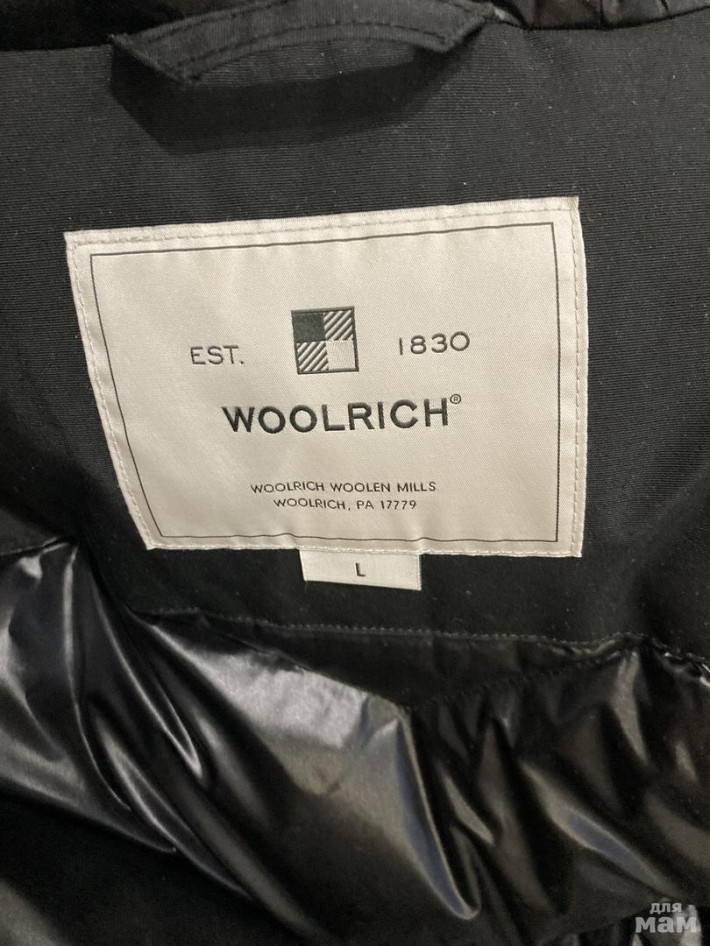 EST. 1830
WOOLRICH®
WOOLRICH WOOLEN MILLS
WOOLRICH, PA 17779
L
для
мам